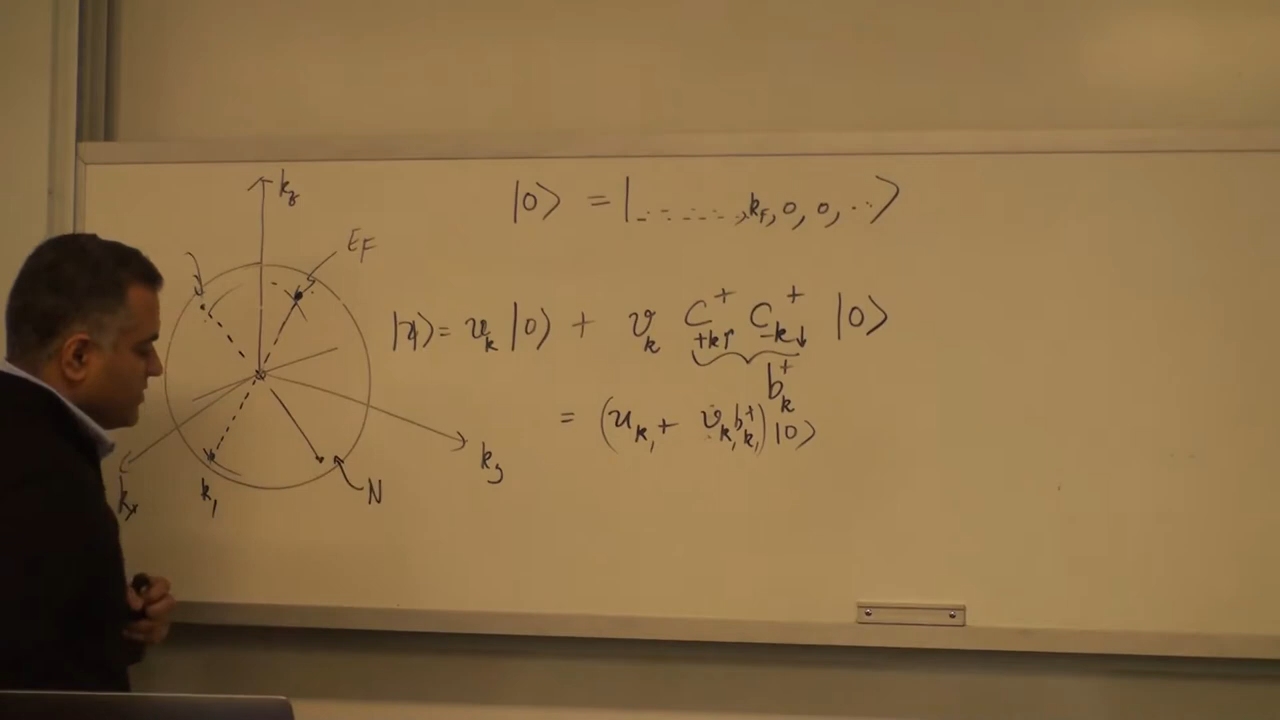 k_z
|0⟩ = |- - - - - -, k_F, 0, 0, ..⟩
E_F
|ψ⟩ = v_k |0⟩ + v_k C^+_{+k↑} C^+_{-k↓} |0⟩
b^+_k
= (u_{k_1} + v_{k_1} b^+_{k_1}) |0⟩
k_y
k_x
k_1
N